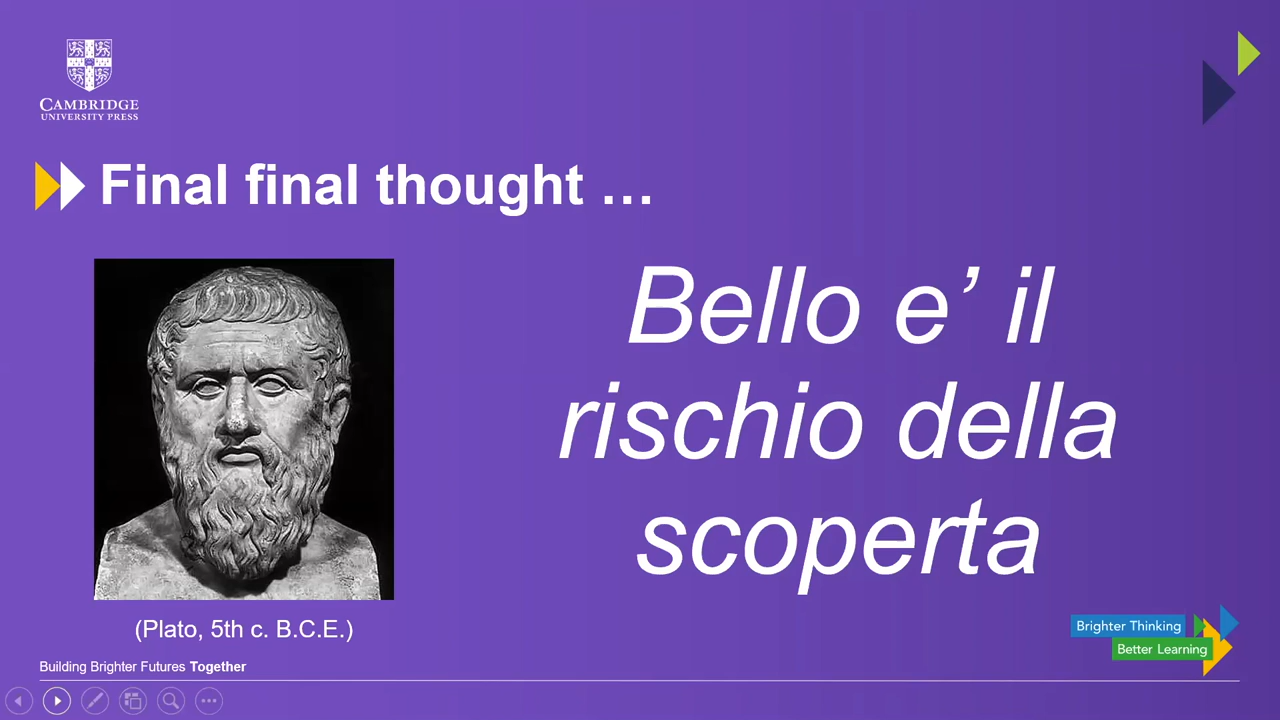 CAMBRIDGE
UNIVERSITY PRESS
Final final thought …
Bello e’ il
rischio della
scoperta
(Plato, 5th c. B.C.E.)
Brighter Thinking
Better Learning
Building Brighter Futures Together